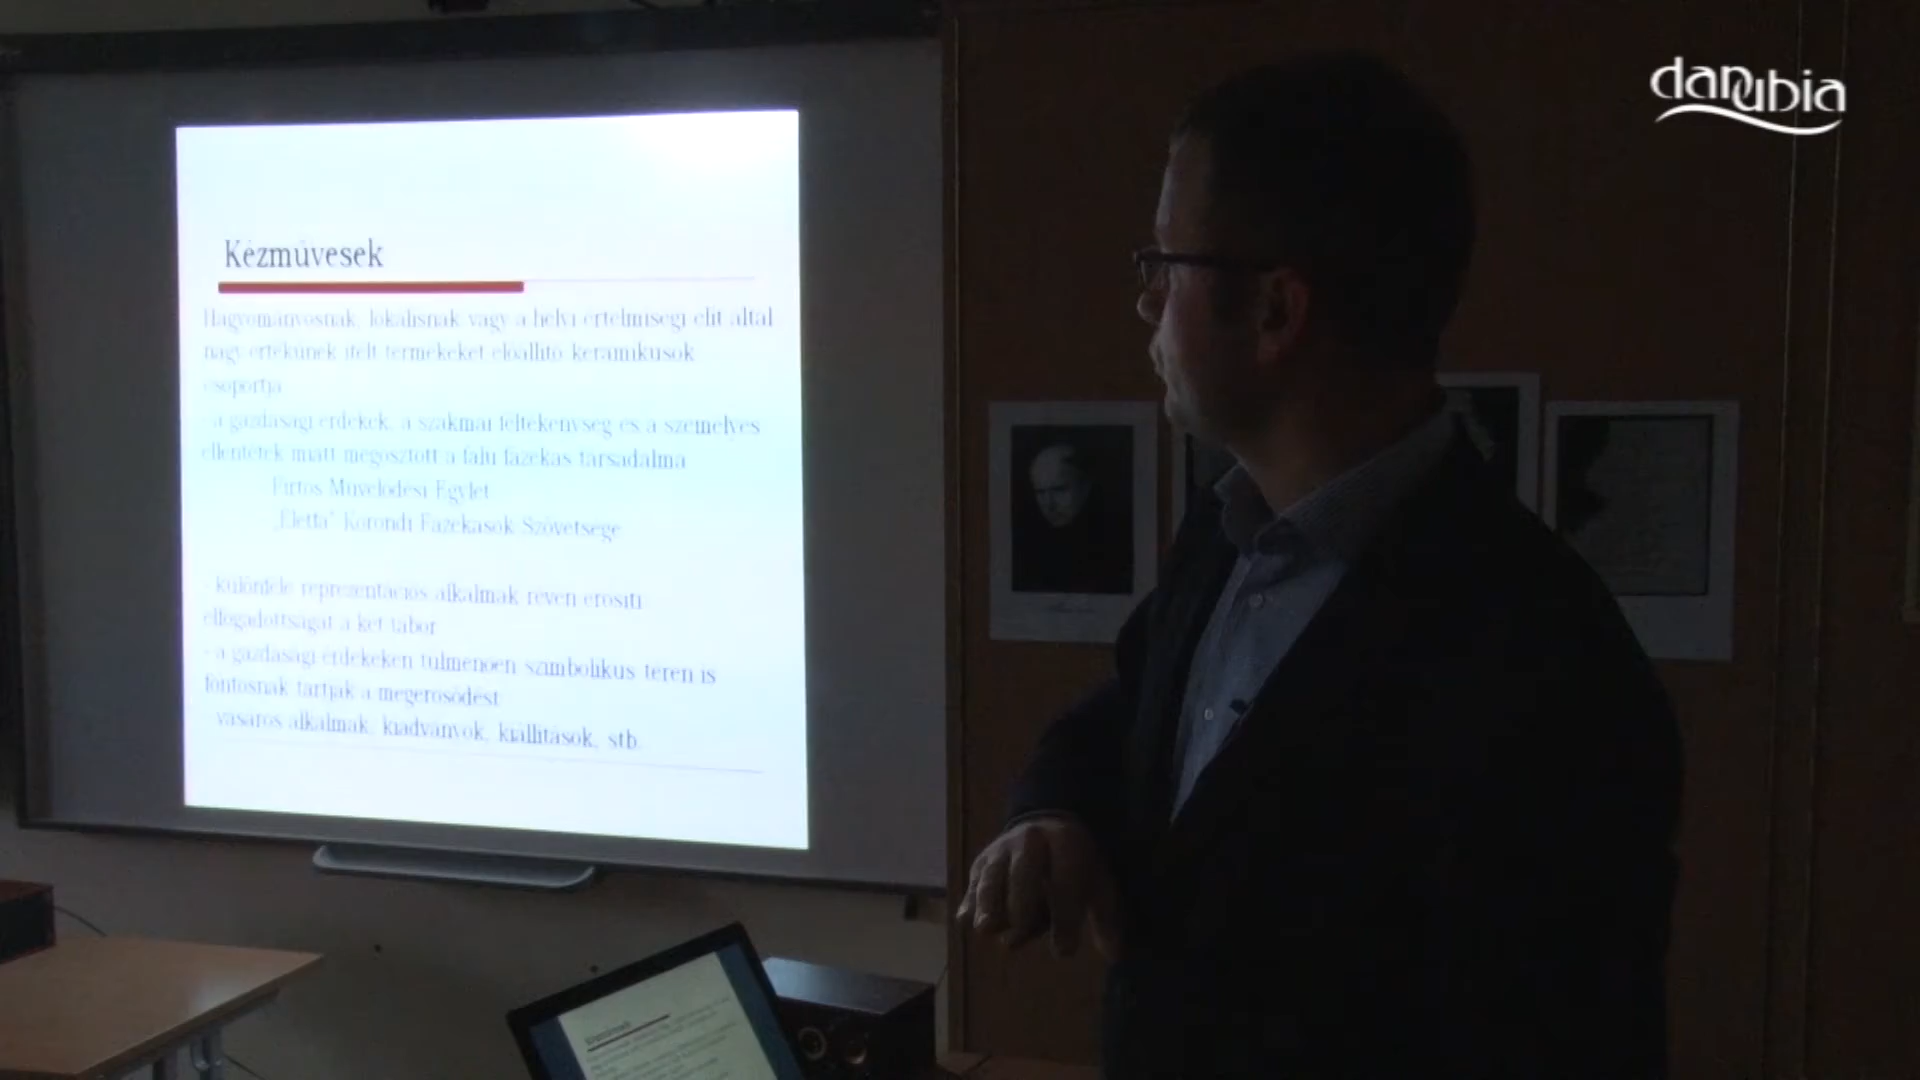 danubia
Kézművesek
Hagyományosnak, lokálisnak vagy a helyi értelmiségi elit által
nagy értékűnek ítélt termékeket előállító keramikusok
csoportja
- a gazdasági érdekek, a szakmai féltékenység és a személyes
ellentétek miatt megosztott a falu fazekas társadalma
Firtos Művelődési Egylet
„Eletta" Korondi Fazekasok Szövetsége
- különféle reprezentációs alkalmak révén erősíti
elfogadottságát a két tábor
- a gazdasági érdekeken túlmenően szimbolikus téren is
fontosnak tartják a megerősödést
- vásáros alkalmak, kiadványok, kiállítások, stb.
Kézművesek